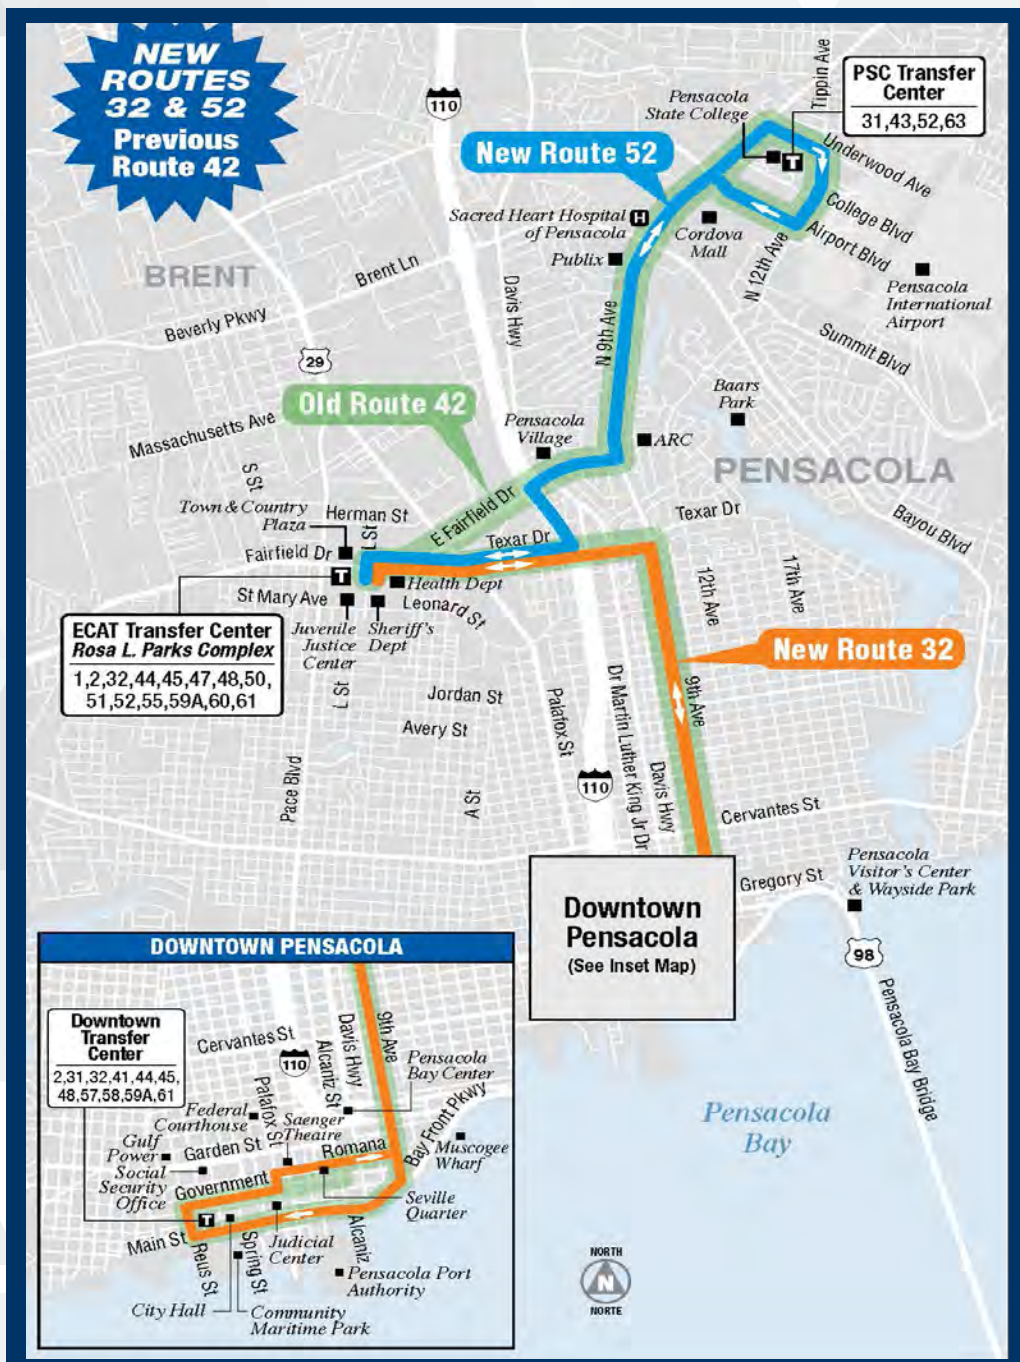 NEW
ROUTES
32 & 52
Previous
Route 42
110
Pensacola
State College
Tippin Ave
PSC Transfer
Center
31,43,52,63
New Route 52
Underwood Ave
College Blvd
Airport Blvd
N 12th Ave
Sacred Heart Hospital
of Pensacola
H
T
Cordova
Mall
Publix
Pensacola
International
Airport
BRENT
Brent Ln
Davis Hwy
N 9th Ave
Beverly Pkwy
Summit Blvd
29
Old Route 42
Baars
Park
Massachusetts Ave
Pensacola
Village
ARC
PENSACOLA
S St
E Fairfield Dr
Town & Country
Plaza
Herman St
L St
Texar Dr
Texar Dr
Bayou Blvd
Fairfield Dr
T
Health Dept
12th Ave
17th Ave
St Mary Ave
Leonard St
ECAT Transfer Center
Rosa L. Parks Complex
1,2,32,44,45,47,48,50,
51,52,55,59A,60,61
Juvenile
Justice
Center
Sheriff's
Dept
New Route 32
L St
Jordan St
Avery St
Palafox St
Dr Martin Luther King Jr Dr
9th Ave
Pace Blvd
A St
110
Davis Hwy
Cervantes St
Downtown
Pensacola
(See Inset Map)
Gregory St
Pensacola
Visitor's Center
& Wayside Park
98
Pensacola Bay Bridge
Pensacola
Bay
DOWNTOWN PENSACOLA
Downtown
Transfer
Center
2,31,32,41,44,45,
48,57,58,59A,61
Cervantes St
110
Davis Hwy
Alcaniz St
9th Ave
Pensacola
Bay Center
Palafox St
Federal
Courthouse
Saenger
Theatre
Bay Front Pkwy
Gulf
Power
Garden St
Romana
Muscogee
Wharf
Social
Security
Office
Government
Seville
Quarter
T
Main St
Reus St
Spring St
Judicial
Center
Alcaniz
Pensacola Port
Authority
City Hall
Community
Maritime Park
NORTH
N
NORTE